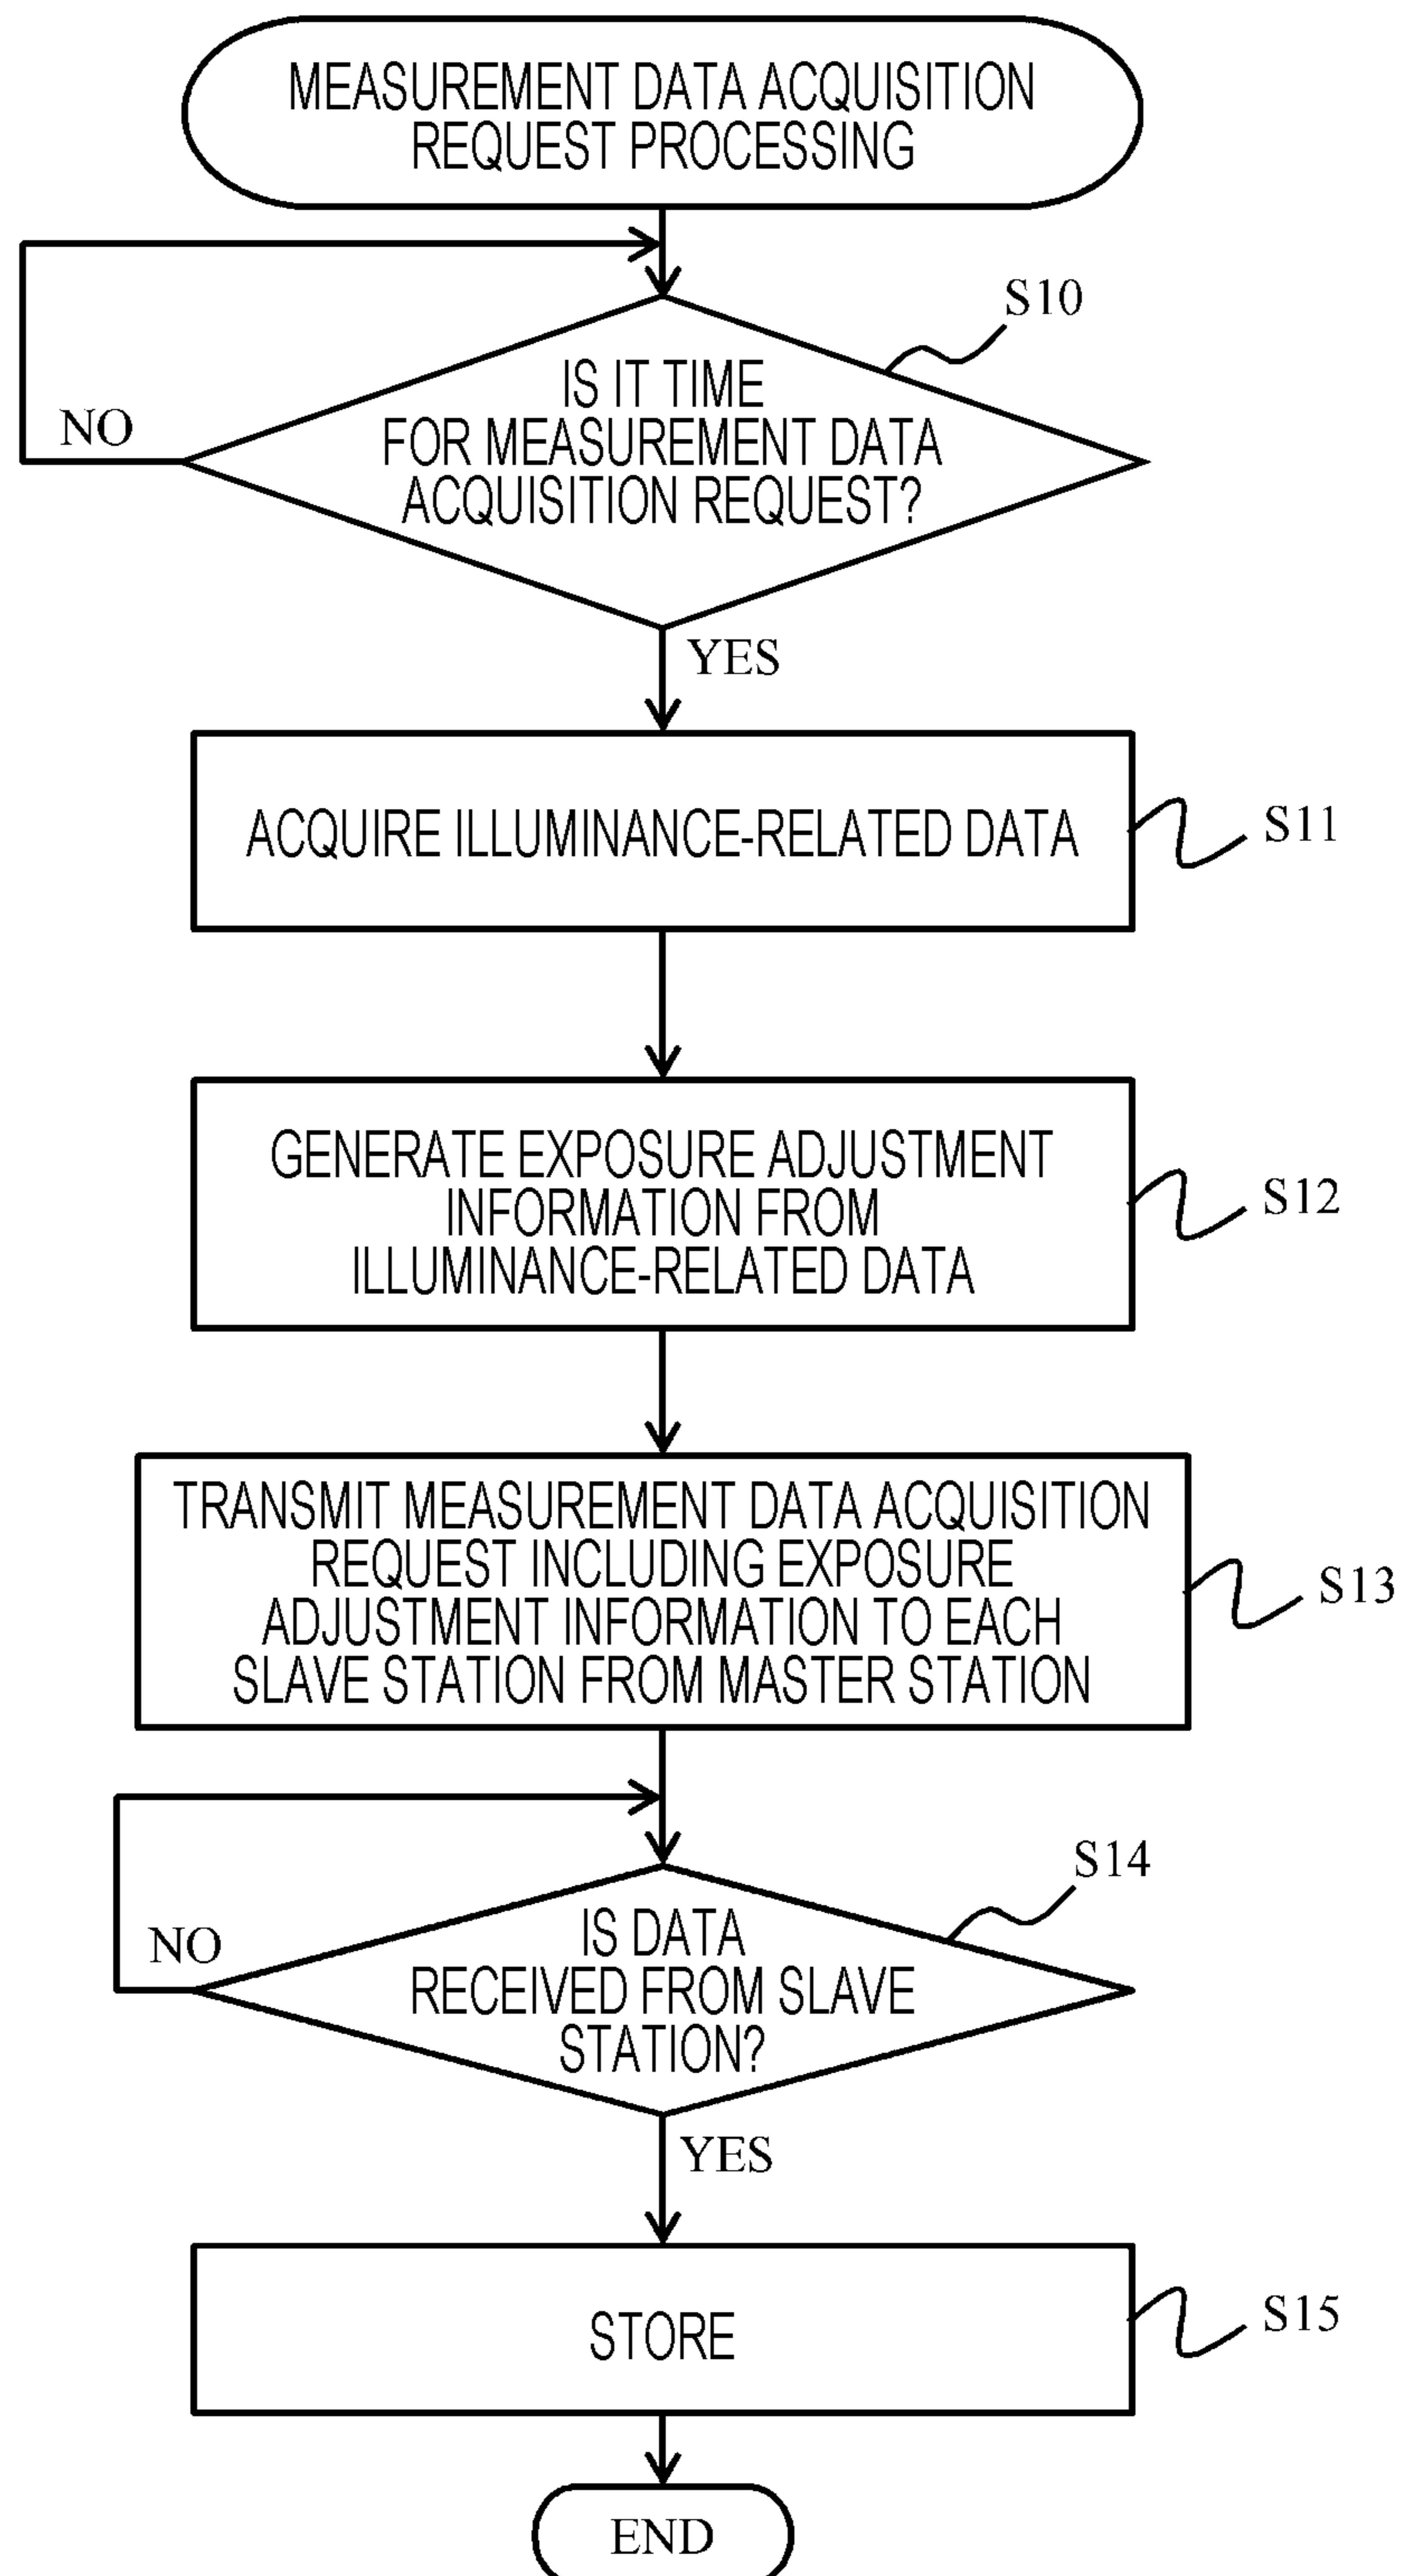 MEASUREMENT DATA ACQUISITION
REQUEST PROCESSING
S10
IS IT TIME
FOR MEASUREMENT DATA
ACQUISITION REQUEST?
NO
YES
ACQUIRE ILLUMINANCE-RELATED DATA
S11
GENERATE EXPOSURE ADJUSTMENT
INFORMATION FROM
ILLUMINANCE-RELATED DATA
S12
TRANSMIT MEASUREMENT DATA ACQUISITION
REQUEST INCLUDING EXPOSURE
ADJUSTMENT INFORMATION TO EACH
SLAVE STATION FROM MASTER STATION
S13
S14
IS DATA
RECEIVED FROM SLAVE
STATION?
NO
YES
STORE
S15
END